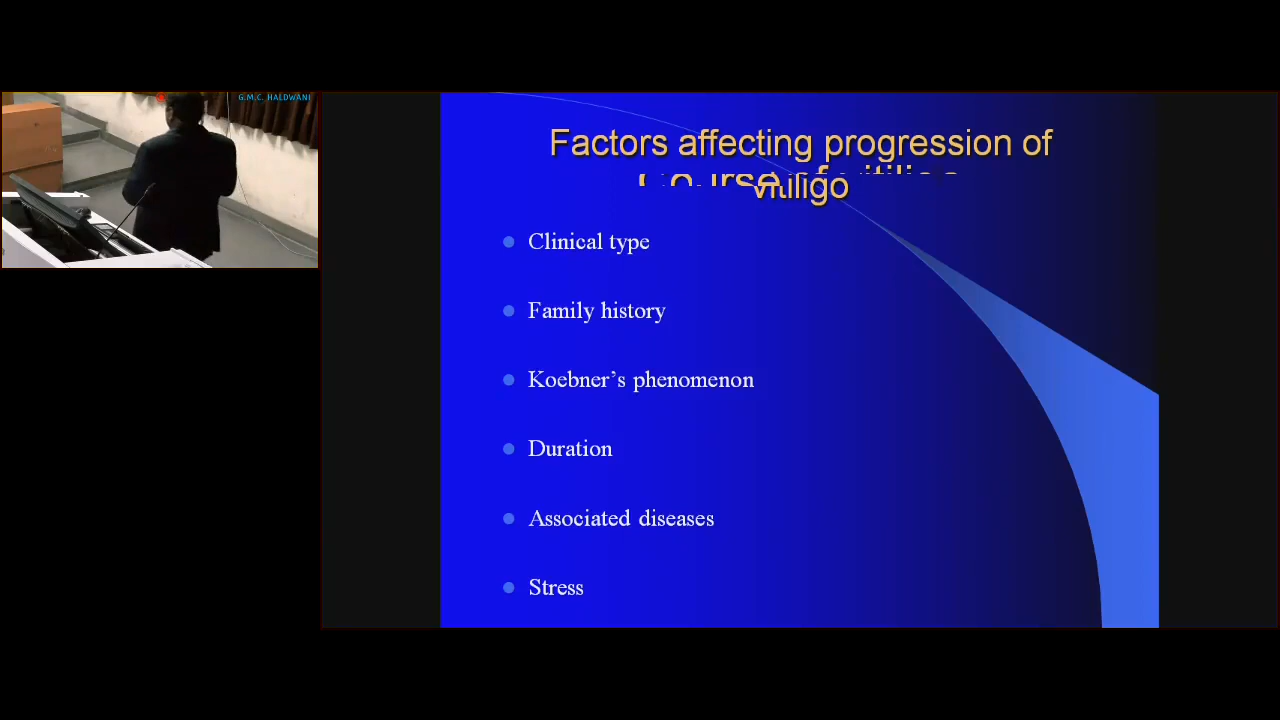 G.M.C. HALDWANI
Factors affecting progression of
vitiligo
Clinical type
Family history
Koebner’s phenomenon
Duration
Associated diseases
Stress